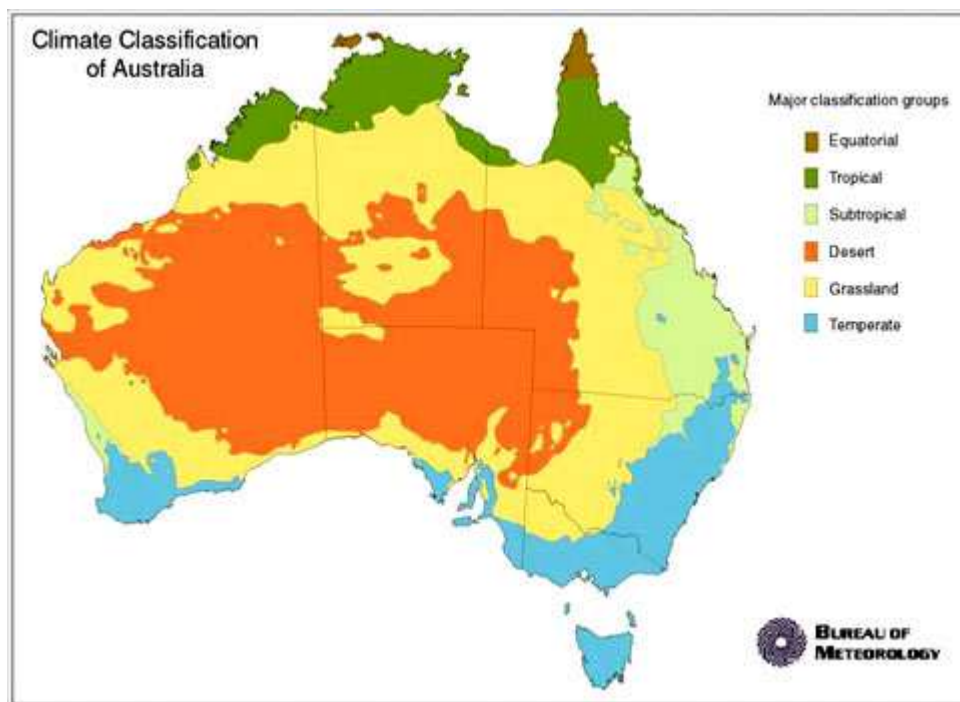 Climate Classification
of Australia
Major classification groups
Equatorial
Tropical
Subtropical
Desert
Grassland
Temperate
BUREAU OF
METEOROLOGY